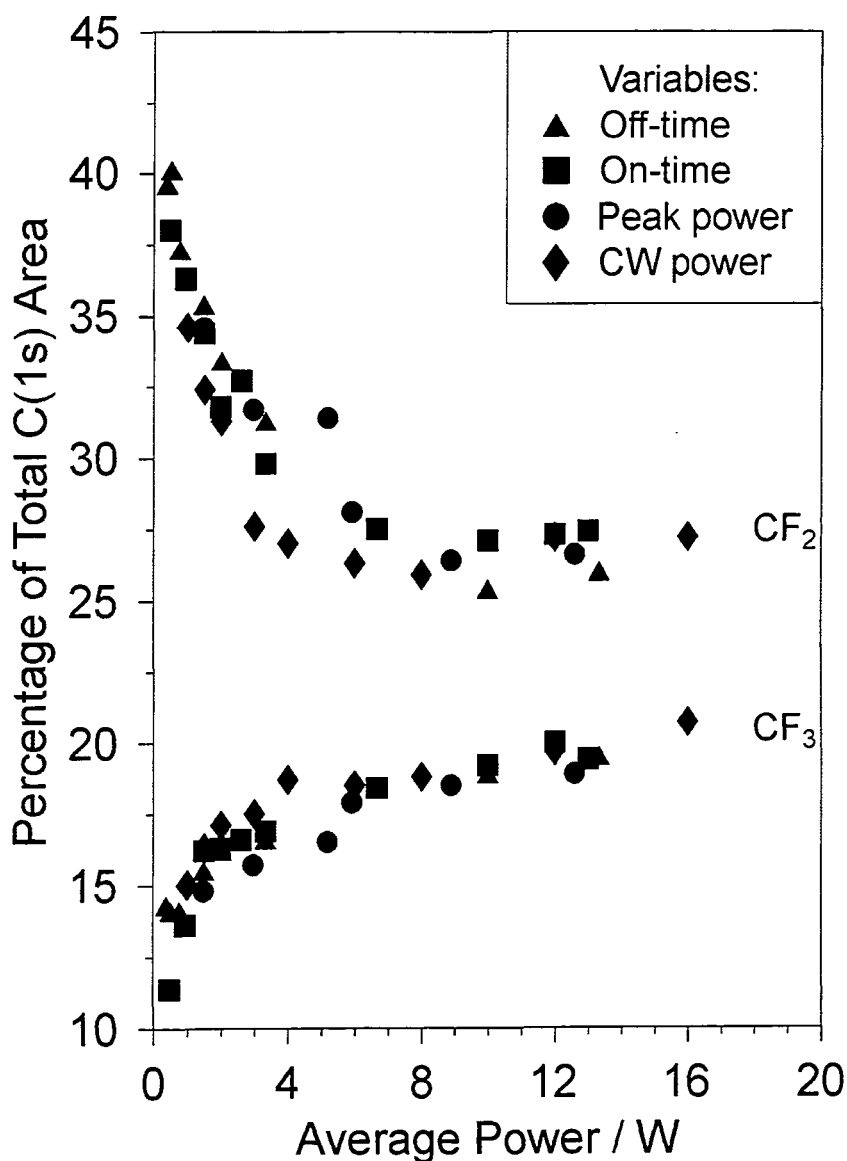 45
40
35
30
25
20
15
10
Percentage of Total C(1s) Area
Variables:
Off-time
On-time
Peak power
CW power
CF₂
CF₃
0 4 8 12 16 20
Average Power / W